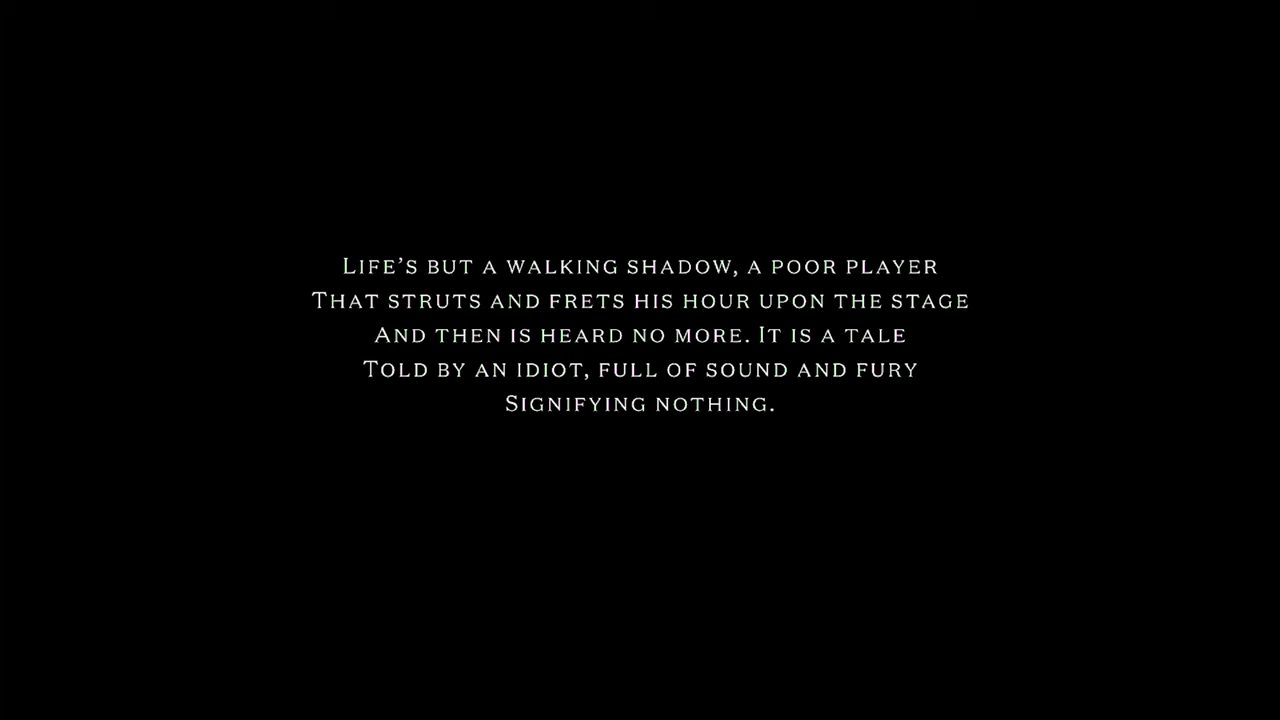 Life’s but a walking shadow, a poor player
That struts and frets his hour upon the stage
And then is heard no more. It is a tale
Told by an idiot, full of sound and fury
Signifying nothing.